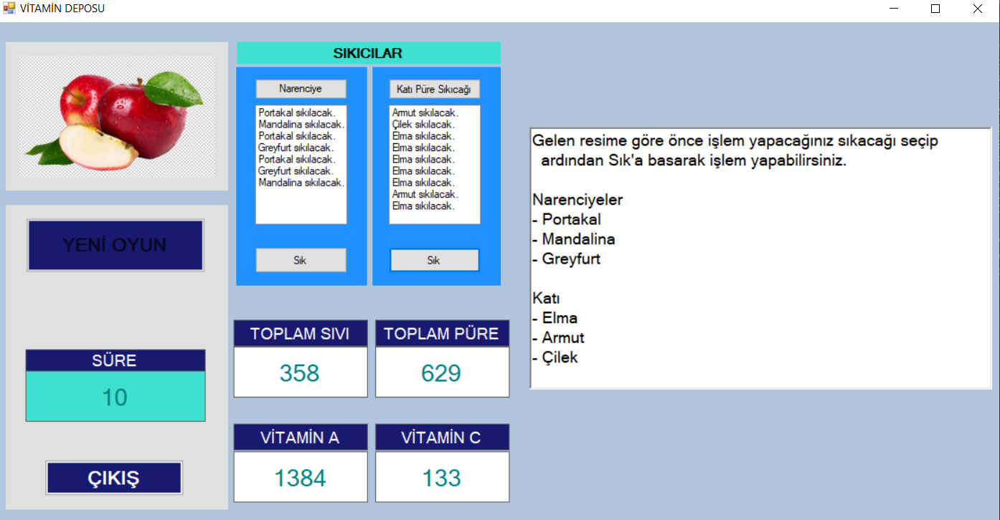 VİTAMİN DEPOSU
YENİ OYUN
SÜRE
10
ÇIKIŞ
SIKICILAR
Narenciye
Portakal sıkılacak.
Mandalina sıkılacak.
Portakal sıkılacak.
Greyfurt sıkılacak.
Portakal sıkılacak.
Greyfurt sıkılacak.
Mandalina sıkılacak.
Sık
Katı Püre Sıkıcağı
Armut sıkılacak.
Çilek sıkılacak.
Elma sıkılacak.
Elma sıkılacak.
Elma sıkılacak.
Elma sıkılacak.
Elma sıkılacak.
Armut sıkılacak.
Elma sıkılacak.
Sık
TOPLAM SIVI
358
TOPLAM PÜRE
629
VİTAMİN A
1384
VİTAMİN C
133
Gelen resime göre önce işlem yapacağınız sıkacağı seçip
ardından Sık'a basarak işlem yapabilirsiniz.
Narenciyeler
- Portakal
- Mandalina
- Greyfurt
Katı
- Elma
- Armut
- Çilek